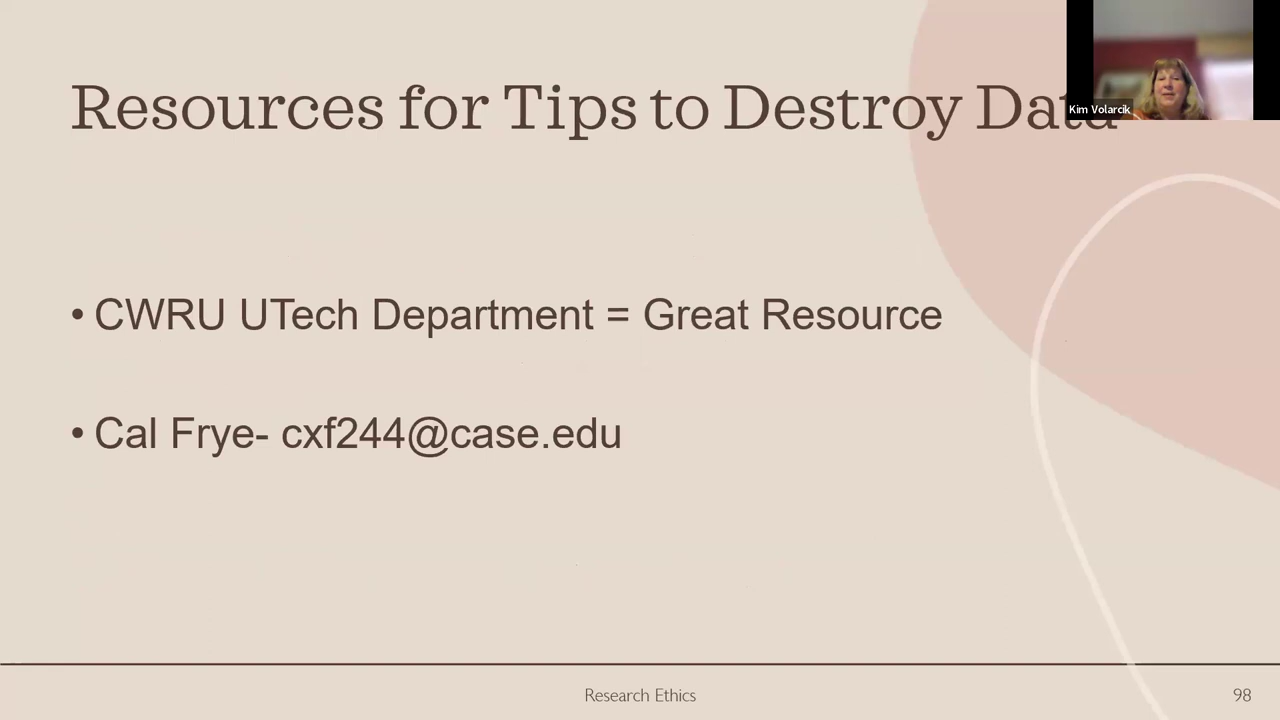 Resources for Tips to Destroy Data
Kim Volarcik
• CWRU UTech Department = Great Resource
• Cal Frye- cxf244@case.edu
Research Ethics
98